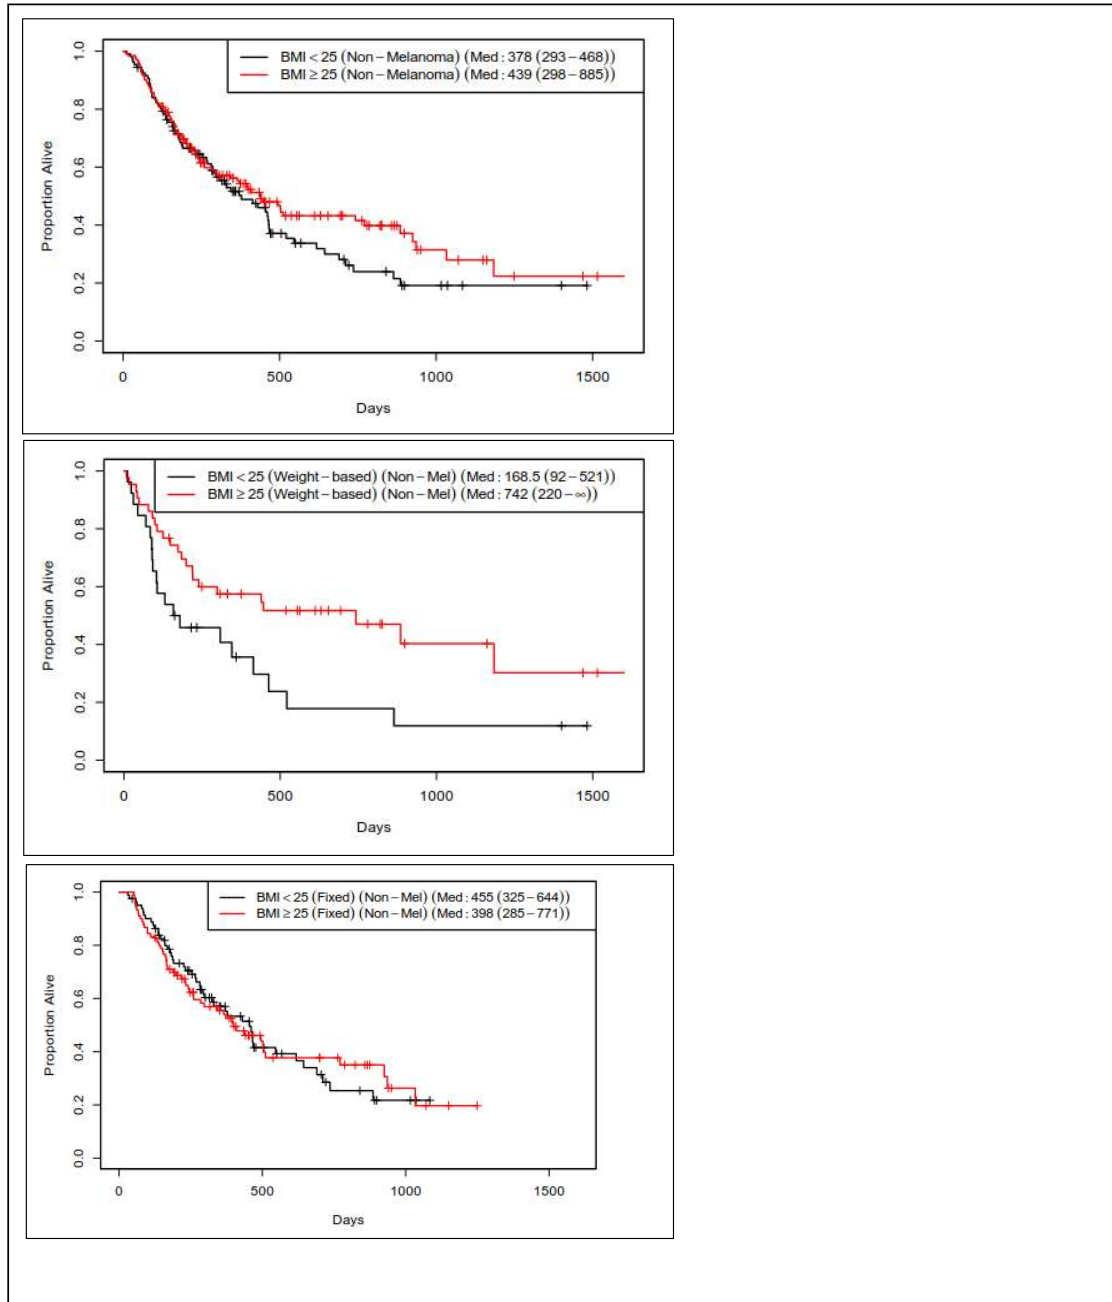 BMI < 25 (Non − Melanoma) (Med : 378 (293 − 468))
BMI ≥ 25 (Non − Melanoma) (Med : 439 (298 − 885))
Proportion Alive
1.0
0.8
0.6
0.4
0.2
0.0
0 500 1000 1500
Days
BMI < 25 (Weight − based) (Non − Mel) (Med : 168.5 (92 − 521))
BMI ≥ 25 (Weight − based) (Non − Mel) (Med : 742 (220 − ∞))
Proportion Alive
1.0
0.8
0.6
0.4
0.2
0.0
0 500 1000 1500
Days
BMI < 25 (Fixed) (Non − Mel) (Med : 455 (325 − 644))
BMI ≥ 25 (Fixed) (Non − Mel) (Med : 398 (285 − 771))
Proportion Alive
1.0
0.8
0.6
0.4
0.2
0.0
0 500 1000 1500
Days